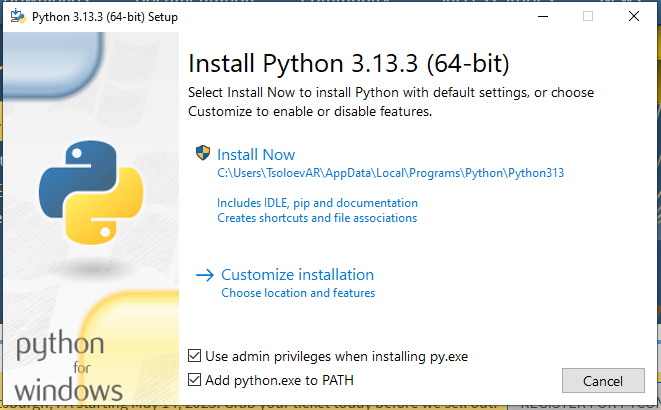 Python 3.13.3 (64-bit) Setup
Install Python 3.13.3 (64-bit)
Select Install Now to install Python with default settings, or choose
Customize to enable or disable features.
Install Now
C:\Users\TsoloevAR\AppData\Local\Programs\Python\Python313
Includes IDLE, pip and documentation
Creates shortcuts and file associations
Customize installation
Choose location and features
Use admin privileges when installing py.exe
Add python.exe to PATH
Cancel
python
for
windows